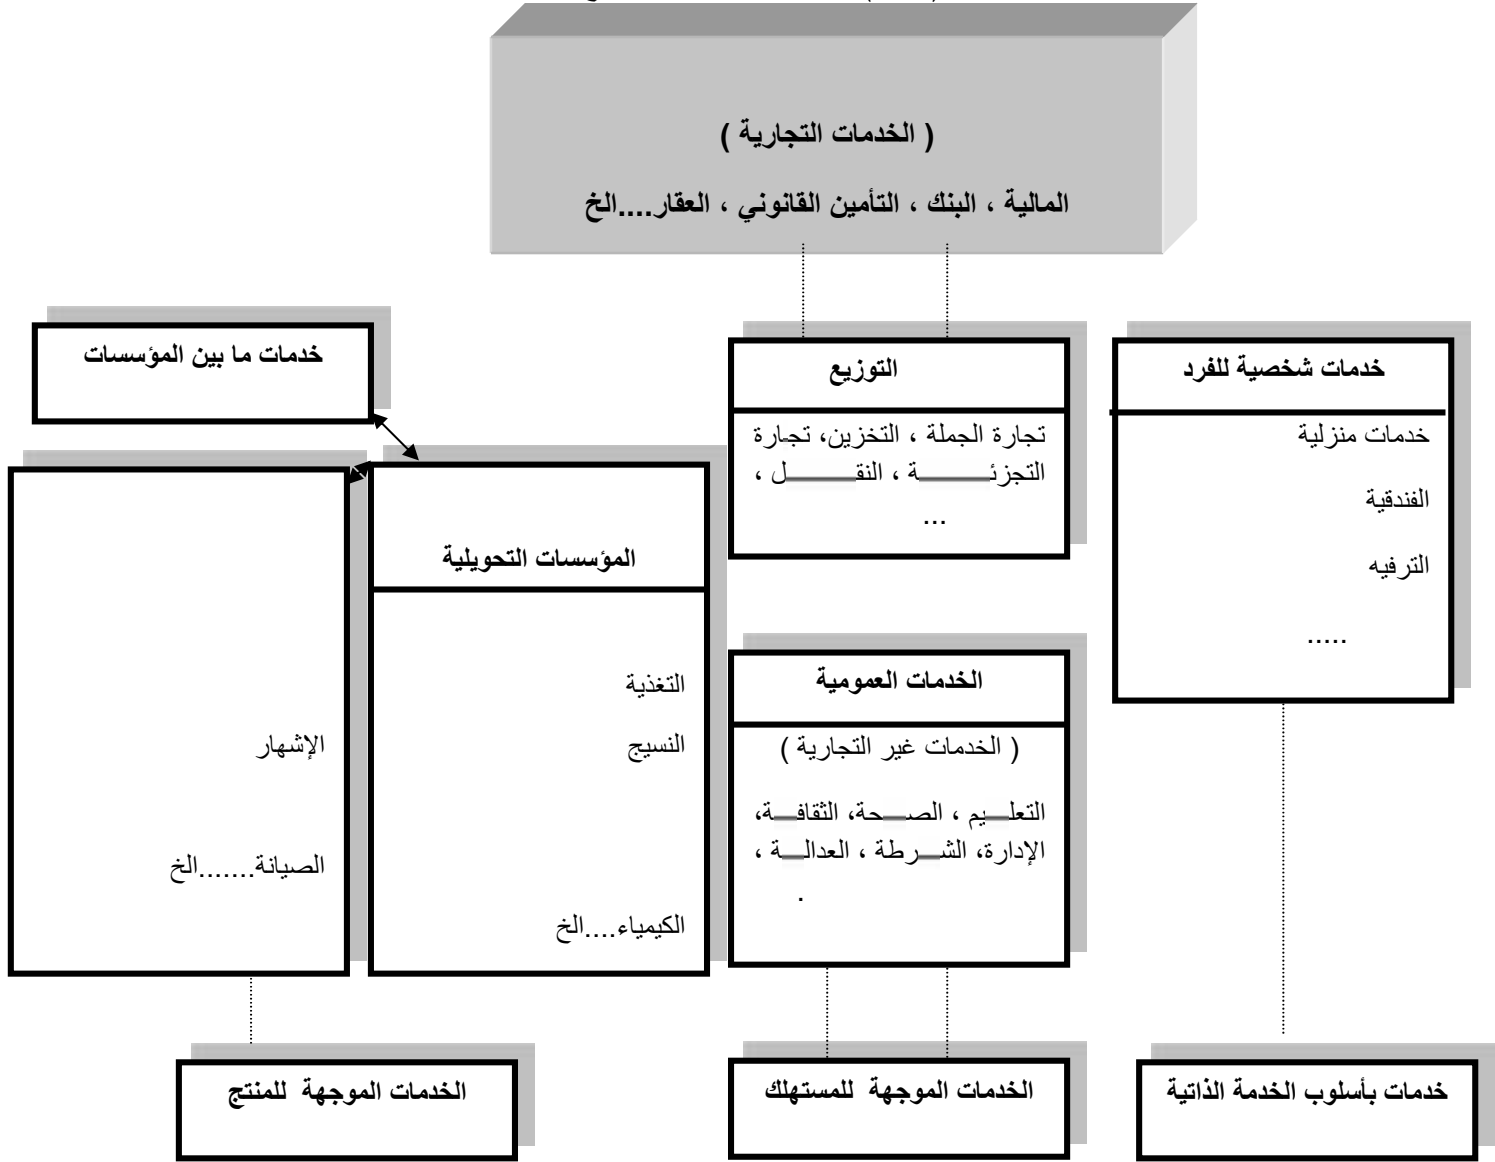 ( الخدمات التجارية )
المالية ، البنك ، التأمين القانوني ، العقار....الخ
خدمات شخصية للفرد
خدمات منزلية
الفندقية
الترفيه
.....
التوزيع
تجارة الجملة ، التخزين، تجارة
التجزئـــــــــة ، النقـــــــل ،
...
خدمات ما بين المؤسسات
المؤسسات التحويلية
التغذية
النسيج
الكيمياء....الخ
الإشهار
الصيانة.......الخ
الخدمات العمومية
( الخدمات غير التجارية )
التعلـــيم ، الصـــحة، الثقافـــة،
الإدارة، الشـــرطة ، العدالـــة ،
.
خدمات بأسلوب الخدمة الذاتية
الخدمات الموجهة للمستهلك
الخدمات الموجهة للمنتج